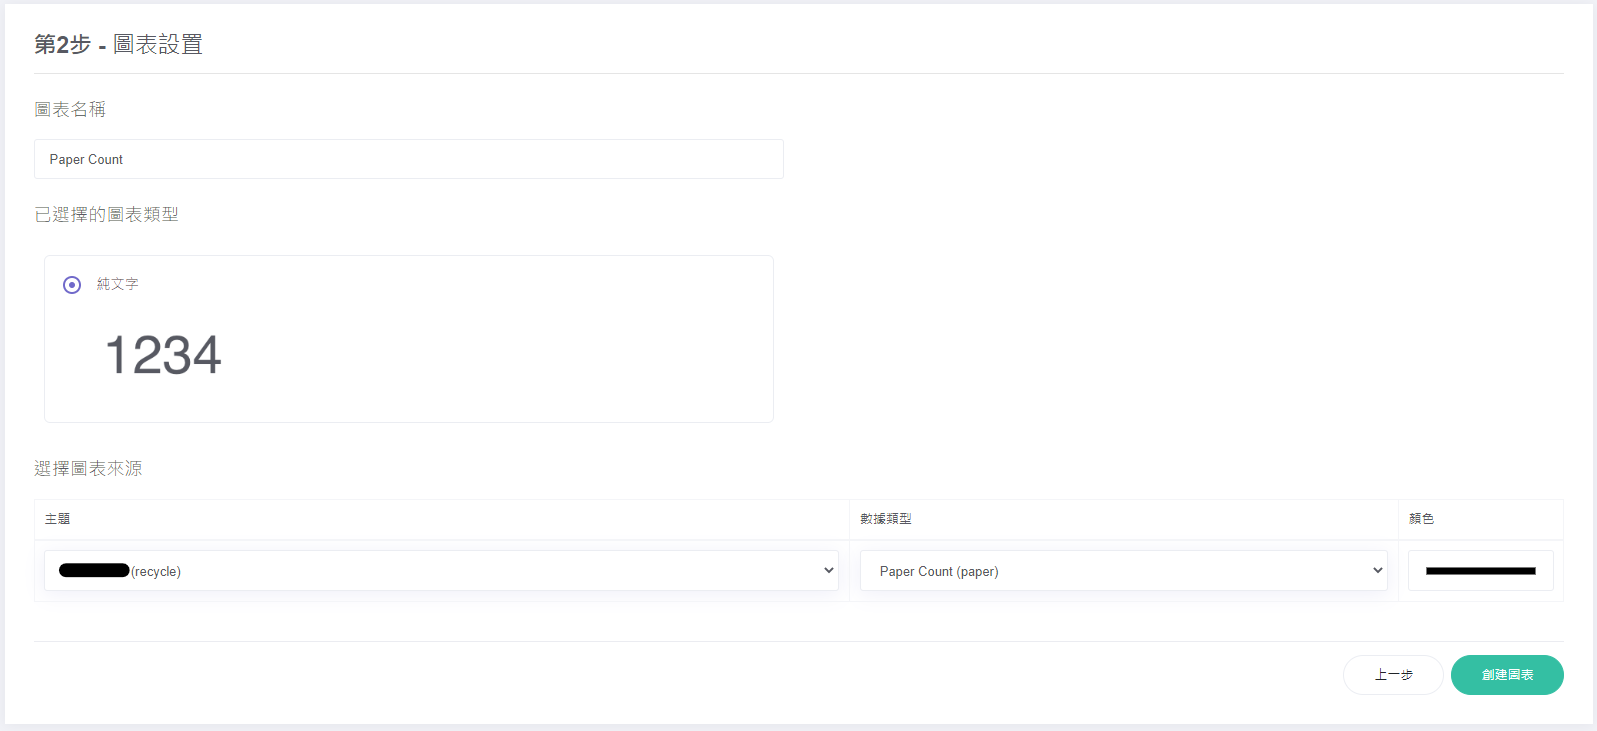 第2步 - 圖表設置
圖表名稱
Paper Count
已選擇的圖表類型
純文字
1234
選擇圖表來源
主題 數據類型 顏色
(recycle) Paper Count (paper)
上一步 創建圖表